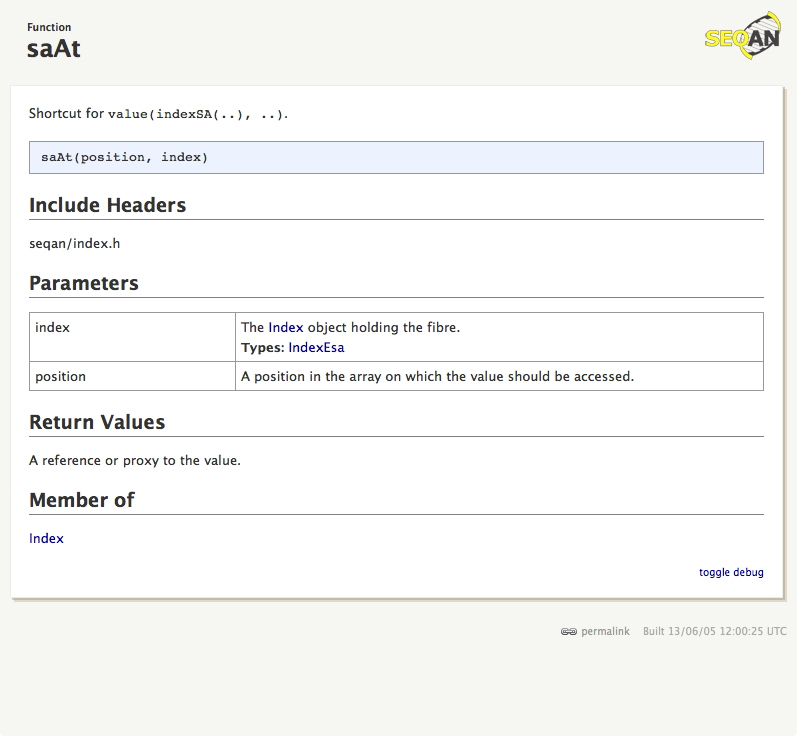 Function
saAt
SEQAN
Shortcut for value(indexSA(..), ..).
saAt(position, index)
Include Headers
seqan/index.h
Parameters
index
The Index object holding the fibre.
Types: IndexEsa
position
A position in the array on which the value should be accessed.
Return Values
A reference or proxy to the value.
Member of
Index
toggle debug
permalink Built 13/06/05 12:00:25 UTC